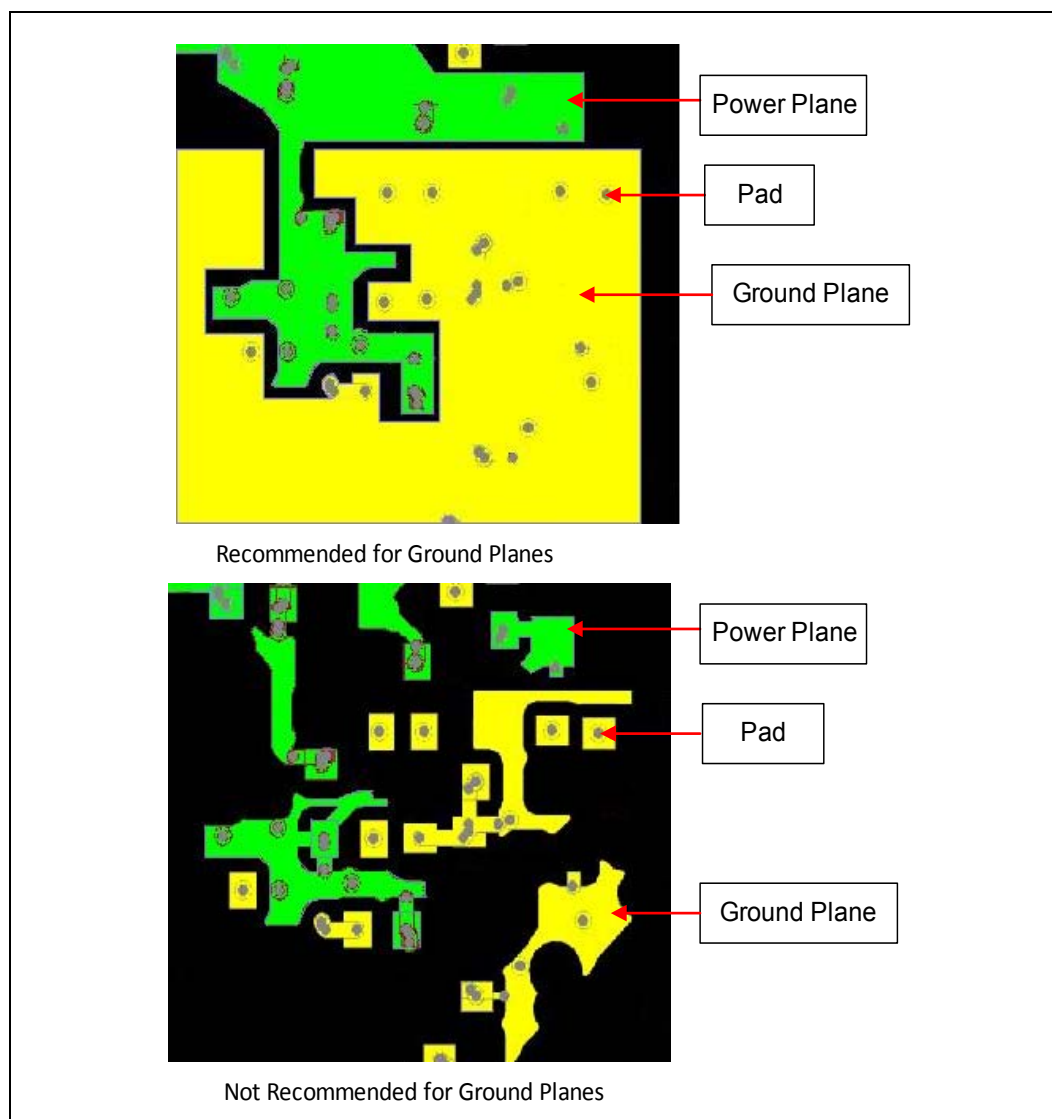 Power Plane
Pad
Ground Plane
Recommended for Ground Planes
Power Plane
Pad
Ground Plane
Not Recommended for Ground Planes